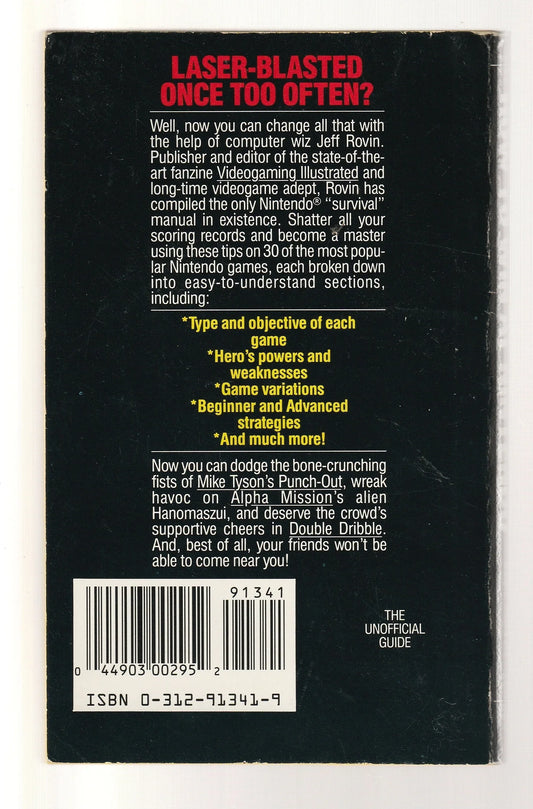 LASER-BLASTED
ONCE TOO OFTEN?
Well, now you can change all that with
the help of computer wiz Jeff Rovin.
Publisher and editor of the state-of-the-
art fanzine Videogaming Illustrated and
long-time videogame adept, Rovin has
compiled the only Nintendo® “survival”
manual in existence. Shatter all your
scoring records and become a master
using these tips on 30 of the most popu-
lar Nintendo games, each broken down
into easy-to-understand sections,
including:
*Type and objective of each
game
*Hero's powers and
weaknesses
*Game variations
*Beginner and Advanced
strategies
*And much more!
Now you can dodge the bone-crunching
fists of Mike Tyson's Punch-Out, wreak
havoc on Alpha Mission's alien
Hanomaszui, and deserve the crowd's
supportive cheers in Double Dribble.
And, best of all, your friends won't be
able to come near you!
91341
0 44903 00295 2
ISBN 0-312-91341-9
THE
UNOFFICIAL
GUIDE